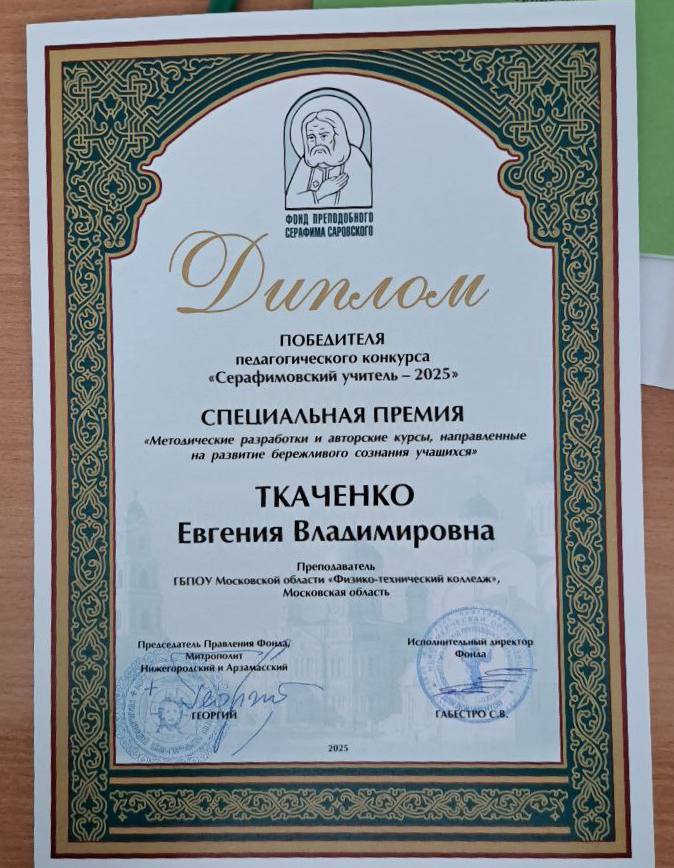 ФОНД ПРЕПОДОБНОГО
СЕРАФИМА САРОВСКОГО
Диплом
ПОБЕДИТЕЛЯ
педагогического конкурса
«Серафимовский учитель – 2025»
СПЕЦИАЛЬНАЯ ПРЕМИЯ
«Методические разработки и авторские курсы, направленные
на развитие бережливого сознания учащихся»
ТКАЧЕНКО
Евгения Владимировна
Преподаватель
ГБПОУ Московской области «Физико-технический колледж»,
Московская область
Председатель Правления Фонда,
Митрополит
Нижегородский и Арзамасский
ГЕОРГИЙ
Исполнительный директор
Фонда
ГАБЕСТРО С.В.
2025